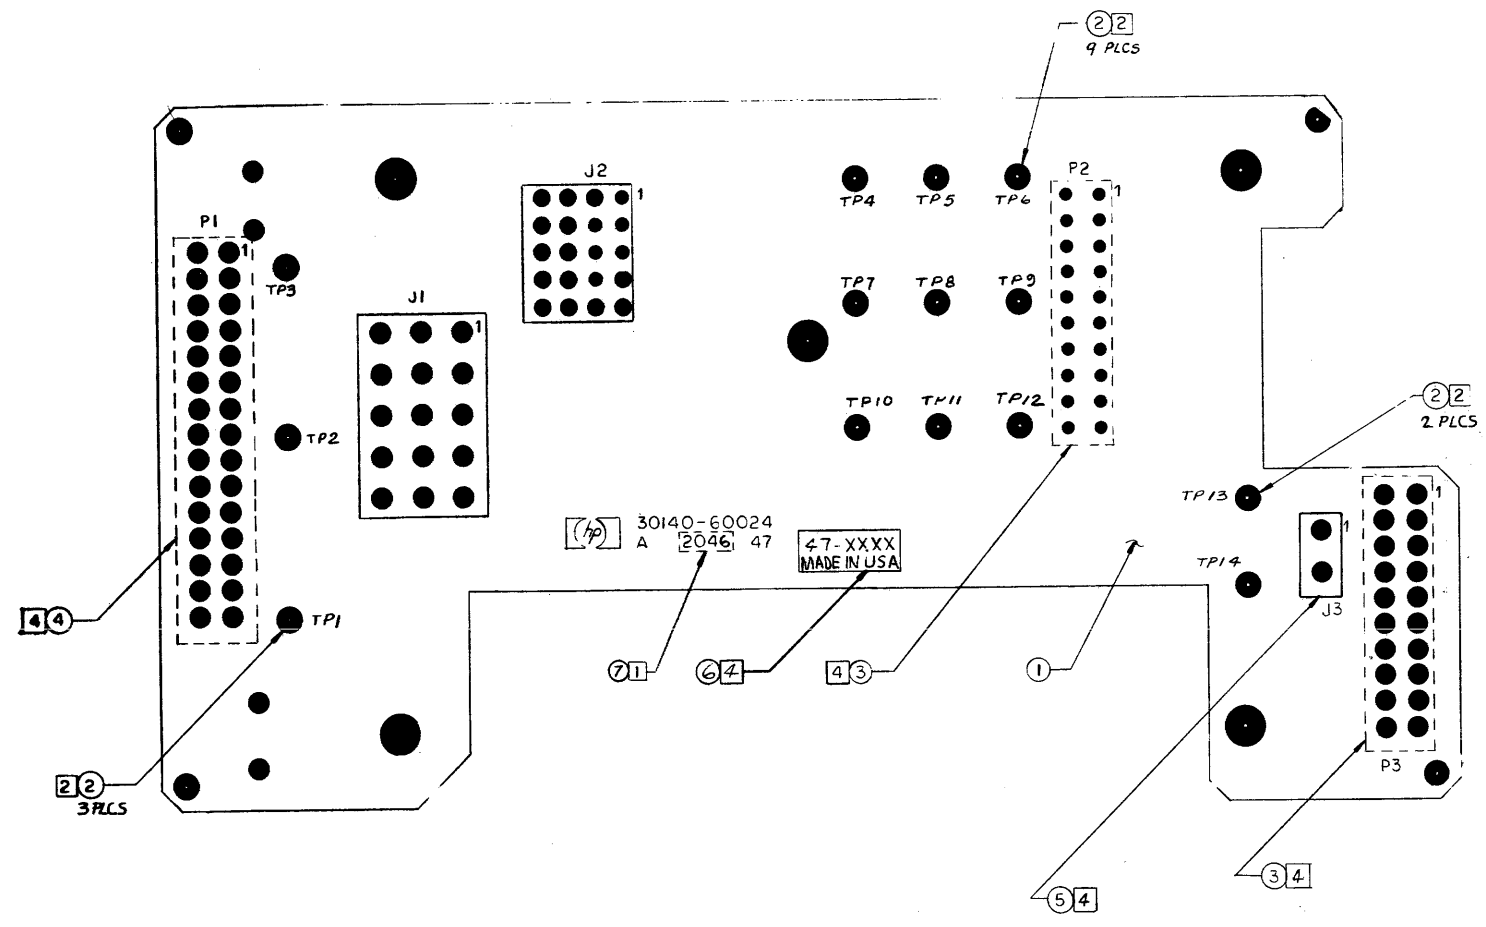 2 2
9 PLCS
J2
1
P2
1
TP4
TP5
TP6
P1
1
TP3
TP7
TP8
TP9
J1
1
TP10
TP11
TP12
2 2
2 PLCS
TP2
TP13
1
hp 30140-60024
A 2046 47
47-XXXX
MADE IN USA
1
TP14
J3
4 4
TP1
7 1
6 4
4 3
1
2 2
3 PLCS
P3
3 4
5 4